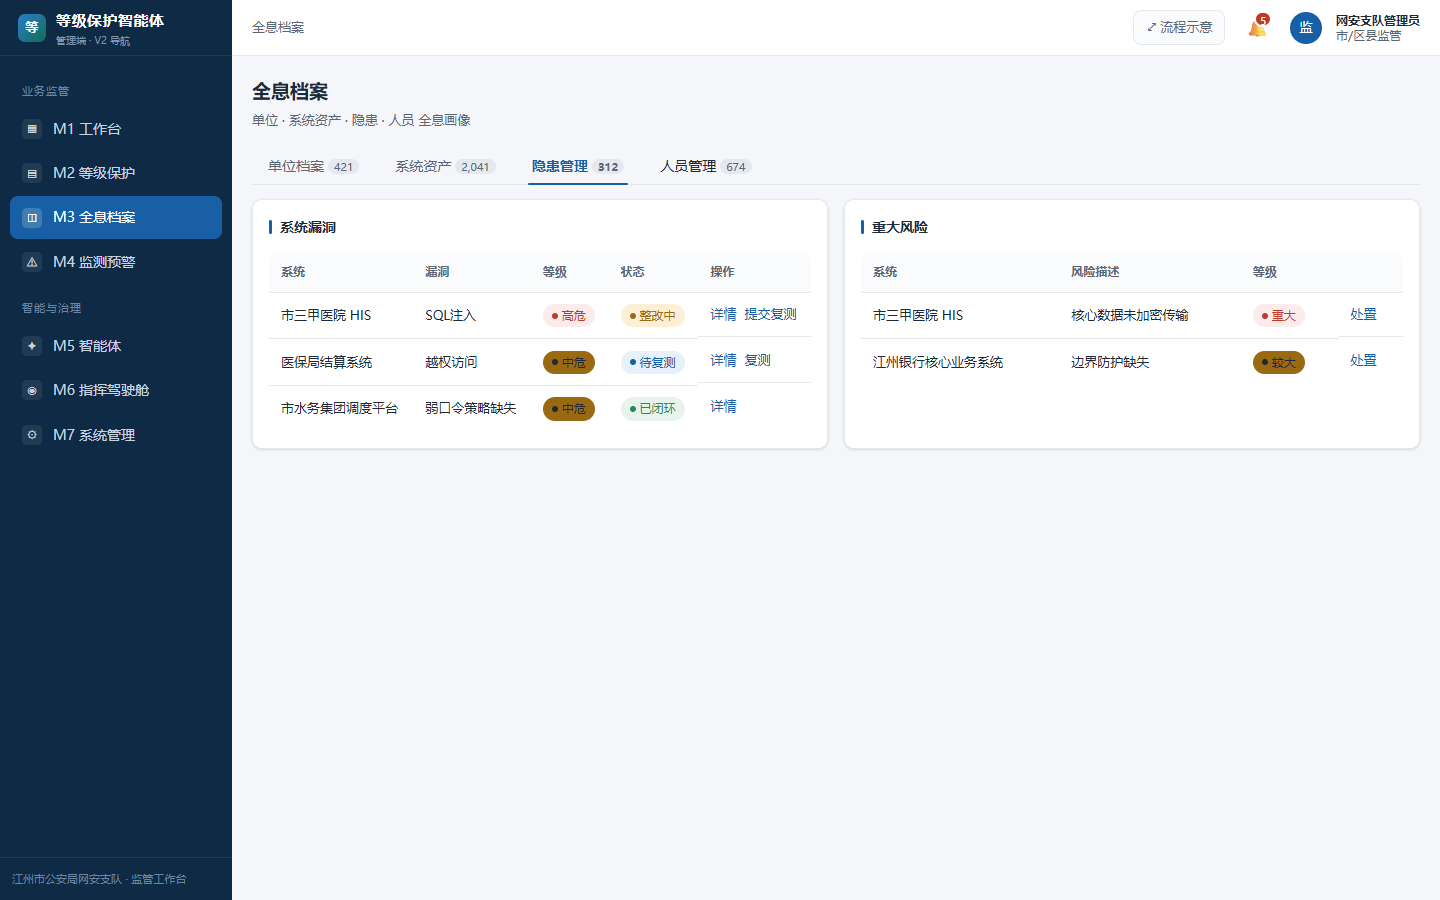 等
等级保护智能体
管理端 · V2 导航
业务监管
M1 工作台
M2 等级保护
M3 全息档案
M4 监测预警
智能与治理
M5 智能体
M6 指挥驾驶舱
M7 系统管理
江州市公安局网安支队 · 监管工作台
全息档案
流程示意
5
监
网安支队管理员
市/区县监管
全息档案
单位 · 系统资产 · 隐患 · 人员 全息画像
单位档案 421
系统资产 2,041
隐患管理 312
人员管理 674
系统漏洞
系统 漏洞 等级 状态 操作
市三甲医院 HIS SQL注入 高危 整改中 详情 提交复测
医保局结算系统 越权访问 中危 待复测 详情 复测
市水务集团调度平台 弱口令策略缺失 中危 已闭环 详情
重大风险
系统 风险描述 等级
市三甲医院 HIS 核心数据未加密传输 重大 处置
江州银行核心业务系统 边界防护缺失 较大 处置